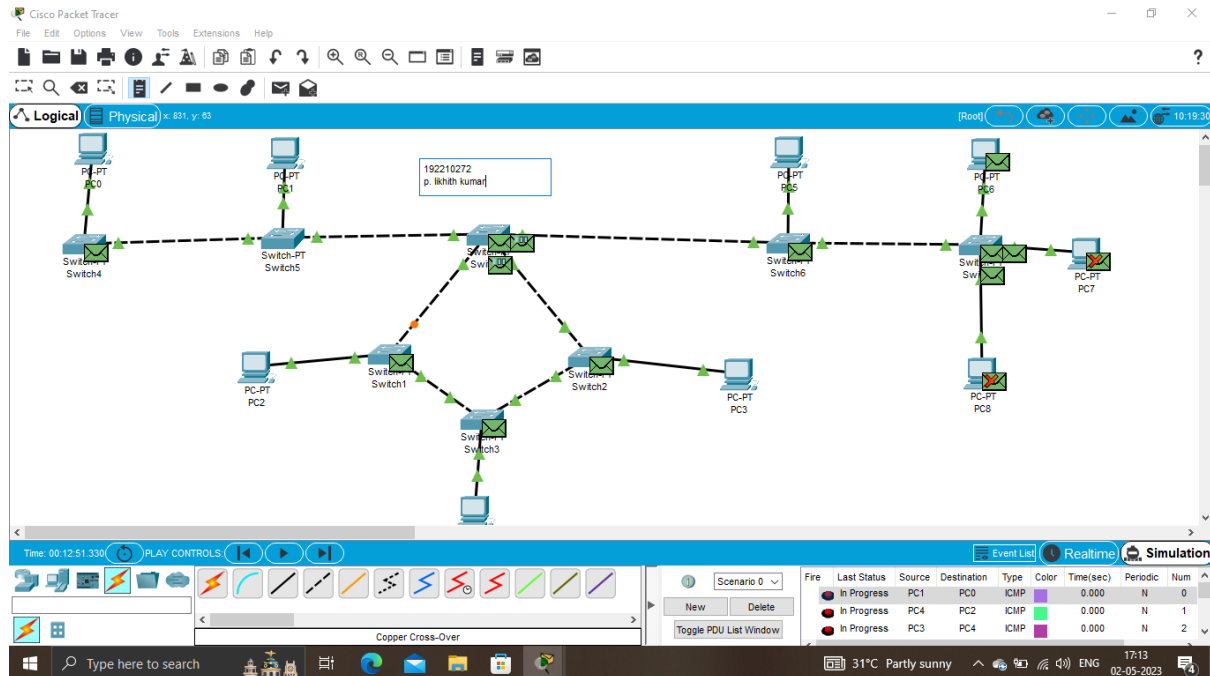 Cisco Packet Tracer
File Edit Options View Tools Extensions Help
?
Logical
Physical
x: 831, y: 63
[Root]
10:19:30
PC-PT
PC0
PC-PT
PC1
192210272
p. likhith kumar
PC-PT
PC5
PC-PT
PC6
Switch4
Switch-PT
Switch5
Switch6
PC-PT
PC7
PC-PT
PC2
Switch1
Switch2
PC-PT
PC3
PC-PT
PC8
Switch3
Time: 00:12:51.330
PLAY CONTROLS:
Event List
Realtime
Simulation
Scenario 0
New
Delete
Toggle PDU List Window
Copper Cross-Over
Fire Last Status Source Destination Type Color Time(sec) Periodic Num
In Progress PC1 PC0 ICMP 0.000 N 0
In Progress PC4 PC2 ICMP 0.000 N 1
In Progress PC3 PC4 ICMP 0.000 N 2
Type here to search
31°C Partly sunny
ENG
17:13
02-05-2023
4